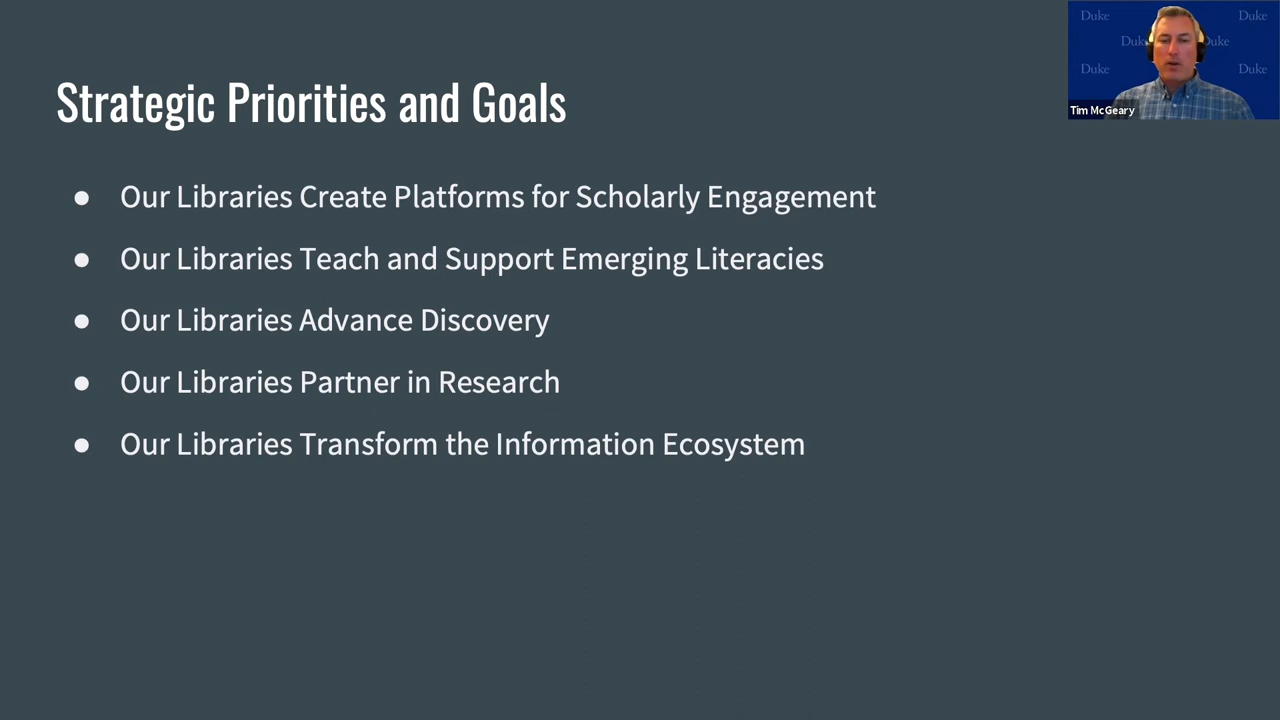 Strategic Priorities and Goals
● Our Libraries Create Platforms for Scholarly Engagement
● Our Libraries Teach and Support Emerging Literacies
● Our Libraries Advance Discovery
● Our Libraries Partner in Research
● Our Libraries Transform the Information Ecosystem
Duke
Duke
Duke
Duke
Duke
Duke
Tim McGeary